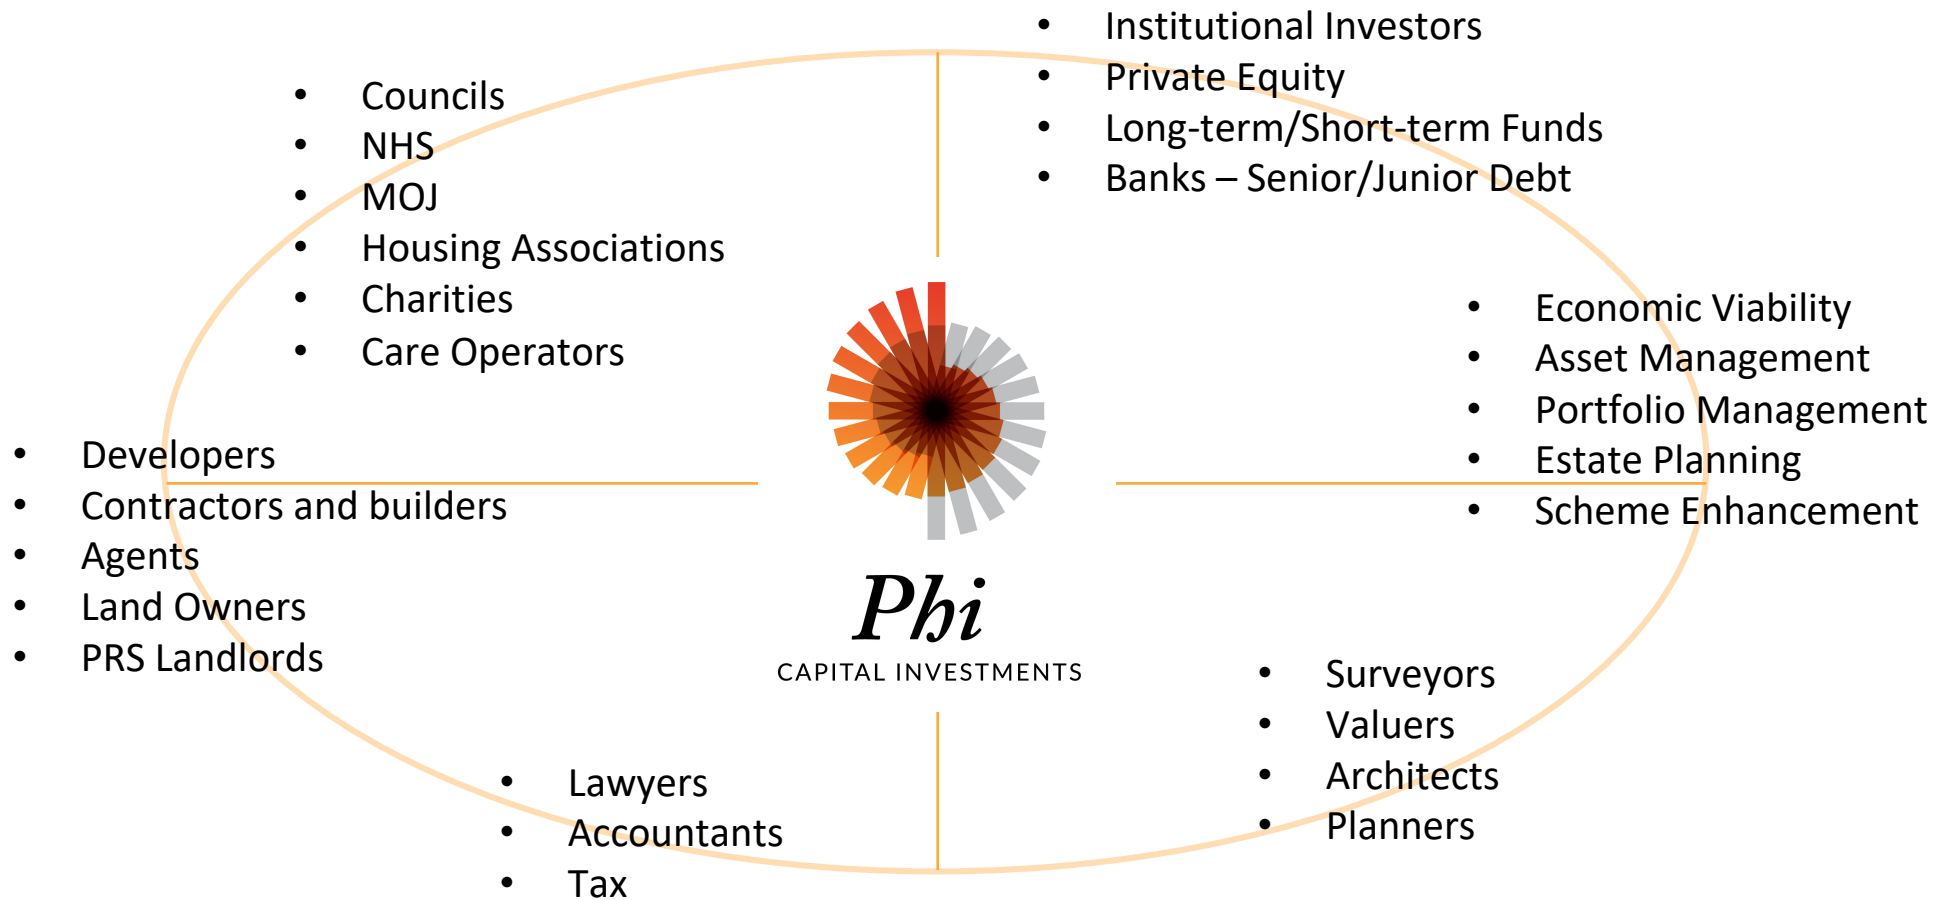 • Institutional Investors
• Private Equity
• Long-term/Short-term Funds
• Banks – Senior/Junior Debt
• Councils
• NHS
• MOJ
• Housing Associations
• Charities
• Care Operators
• Economic Viability
• Asset Management
• Portfolio Management
• Estate Planning
• Scheme Enhancement
• Developers
• Contractors and builders
• Agents
• Land Owners
• PRS Landlords
Phi
CAPITAL INVESTMENTS
• Surveyors
• Valuers
• Architects
• Planners
• Lawyers
• Accountants
• Tax